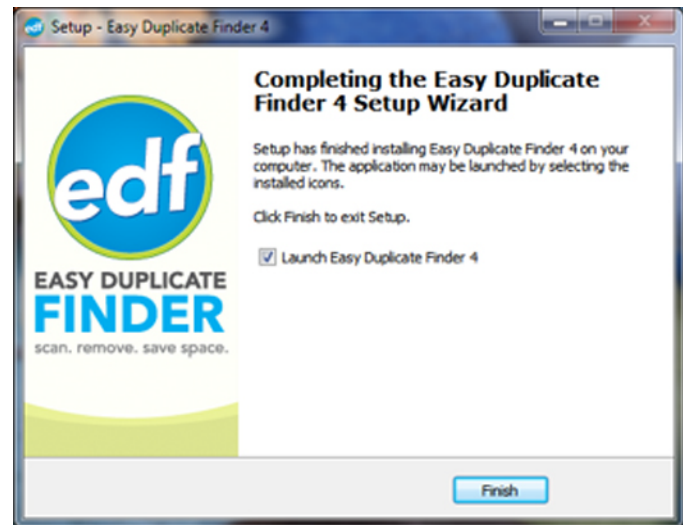 Setup - Easy Duplicate Finder 4
edf
EASY DUPLICATE
FINDER
scan. remove. save space.
Completing the Easy Duplicate
Finder 4 Setup Wizard
Setup has finished installing Easy Duplicate Finder 4 on your
computer. The application may be launched by selecting the
installed icons.
Click Finish to exit Setup.
Launch Easy Duplicate Finder 4
Finish